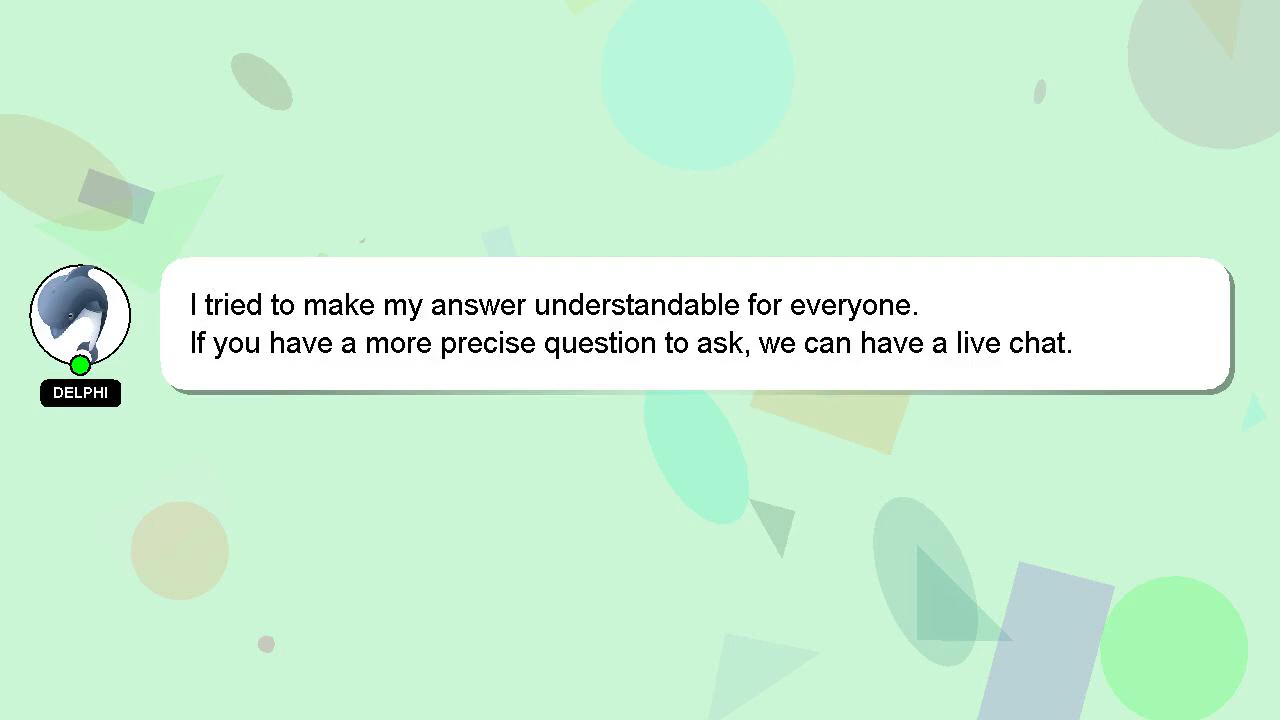 I tried to make my answer understandable for everyone.
If you have a more precise question to ask, we can have a live chat.
DELPHI